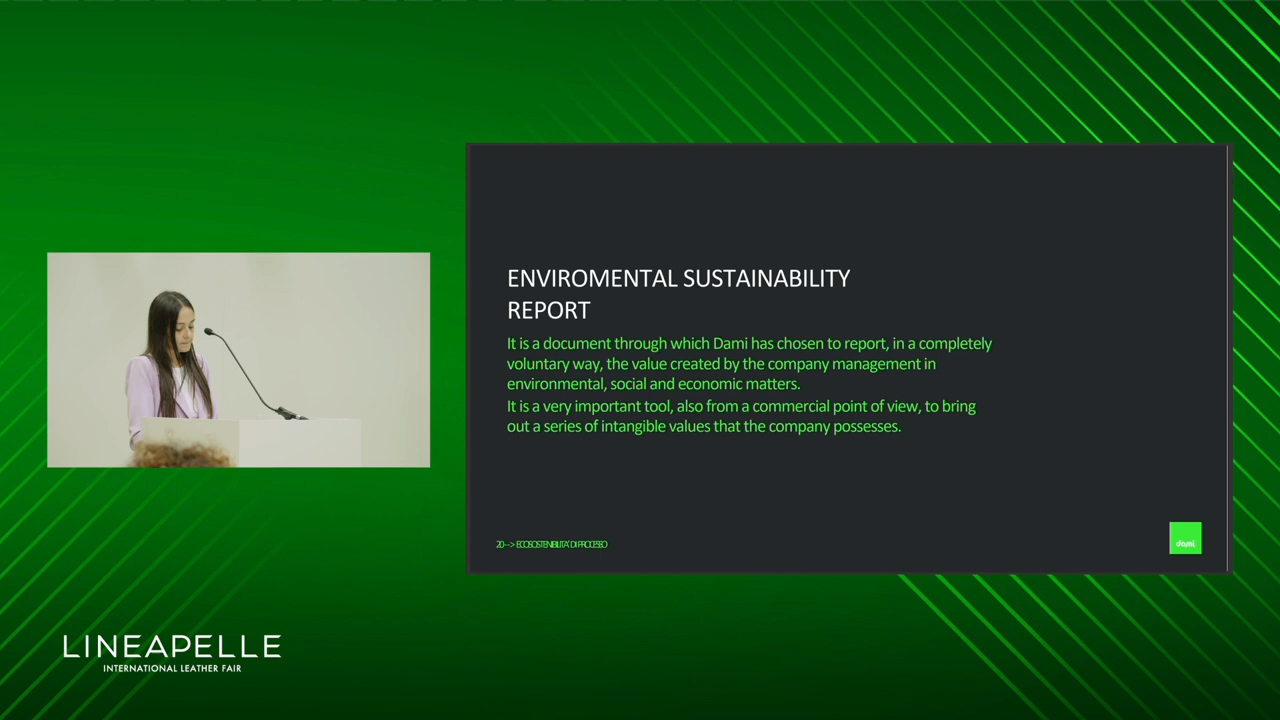 ENVIROMENTAL SUSTAINABILITY
REPORT
It is a document through which Dami has chosen to report, in a completely
voluntary way, the value created by the company management in
environmental, social and economic matters.
It is a very important tool, also from a commercial point of view, to bring
out a series of intangible values that the company possesses.
20--> ECOSOSTENIBILITA' DI PROCESSO
dami
LINEAPELLE
INTERNATIONAL LEATHER FAIR